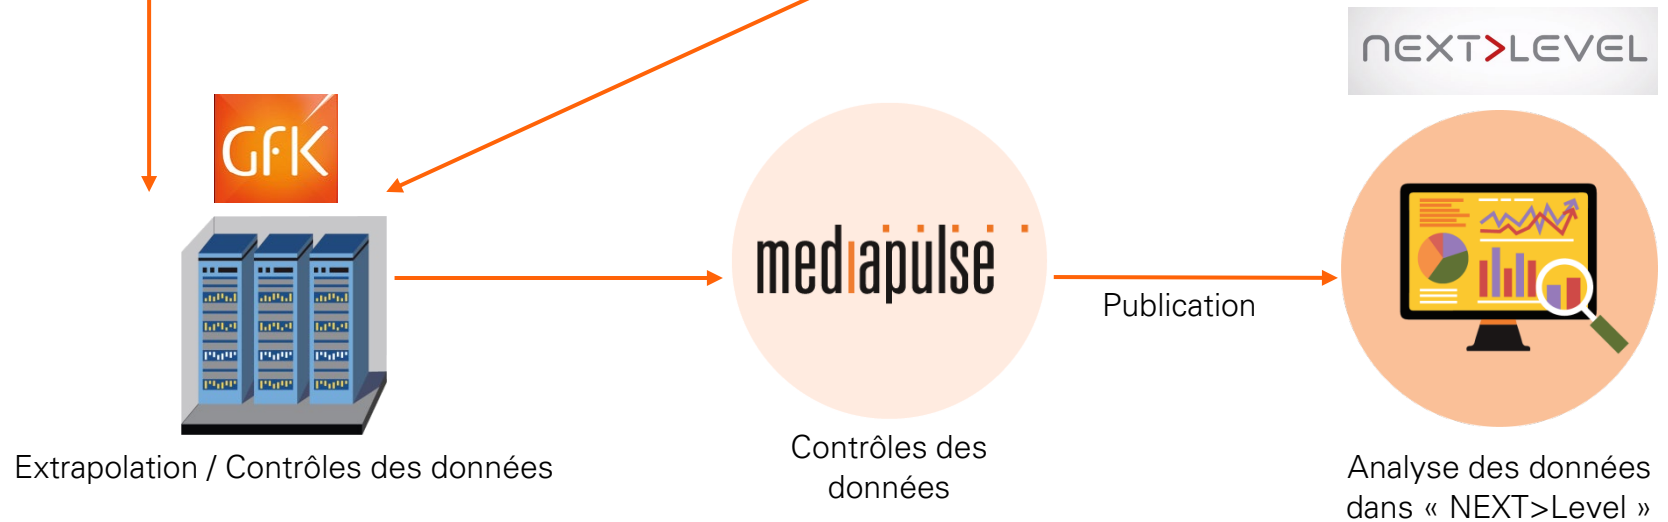 NEXT>LEVEL
GfK
mediapulse
Publication
Extrapolation / Contrôles des données
Contrôles des
données
Analyse des données
dans « NEXT>Level »